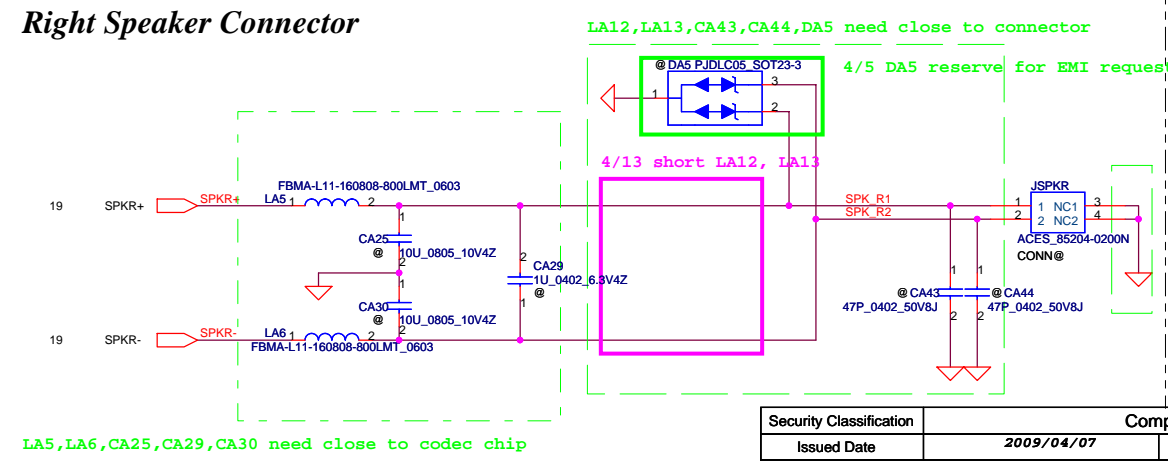 Right Speaker Connector
LA12,LA13,CA43,CA44,DA5 need close to connector
@ DA5 PJDLC05_SOT23-3
4/5 DA5 reserve for EMI request
1
3
2
4/13 short LA12, LA13
FBMA-L11-160808-800LMT_0603
19 SPKR+ SPKR+ LA5 1 2
SPK_R1
SPK_R2
JSPKR
1 1 NC1 3
2 2 NC2 4
ACES_85204-0200N
CONN@
1
CA25
@ 10U_0805_10V4Z
2
2
CA29
1U_0402_6.3V4Z
@
1
1
CA30
@ 10U_0805_10V4Z
2
1 1
@ CA43 @ CA44
47P_0402_50V8J 47P_0402_50V8J
2 2
19 SPKR- SPKR- LA6 1 2
FBMA-L11-160808-800LMT_0603
LA5,LA6,CA25,CA29,CA30 need close to codec chip
Security Classification Comp
Issued Date 2009/04/07